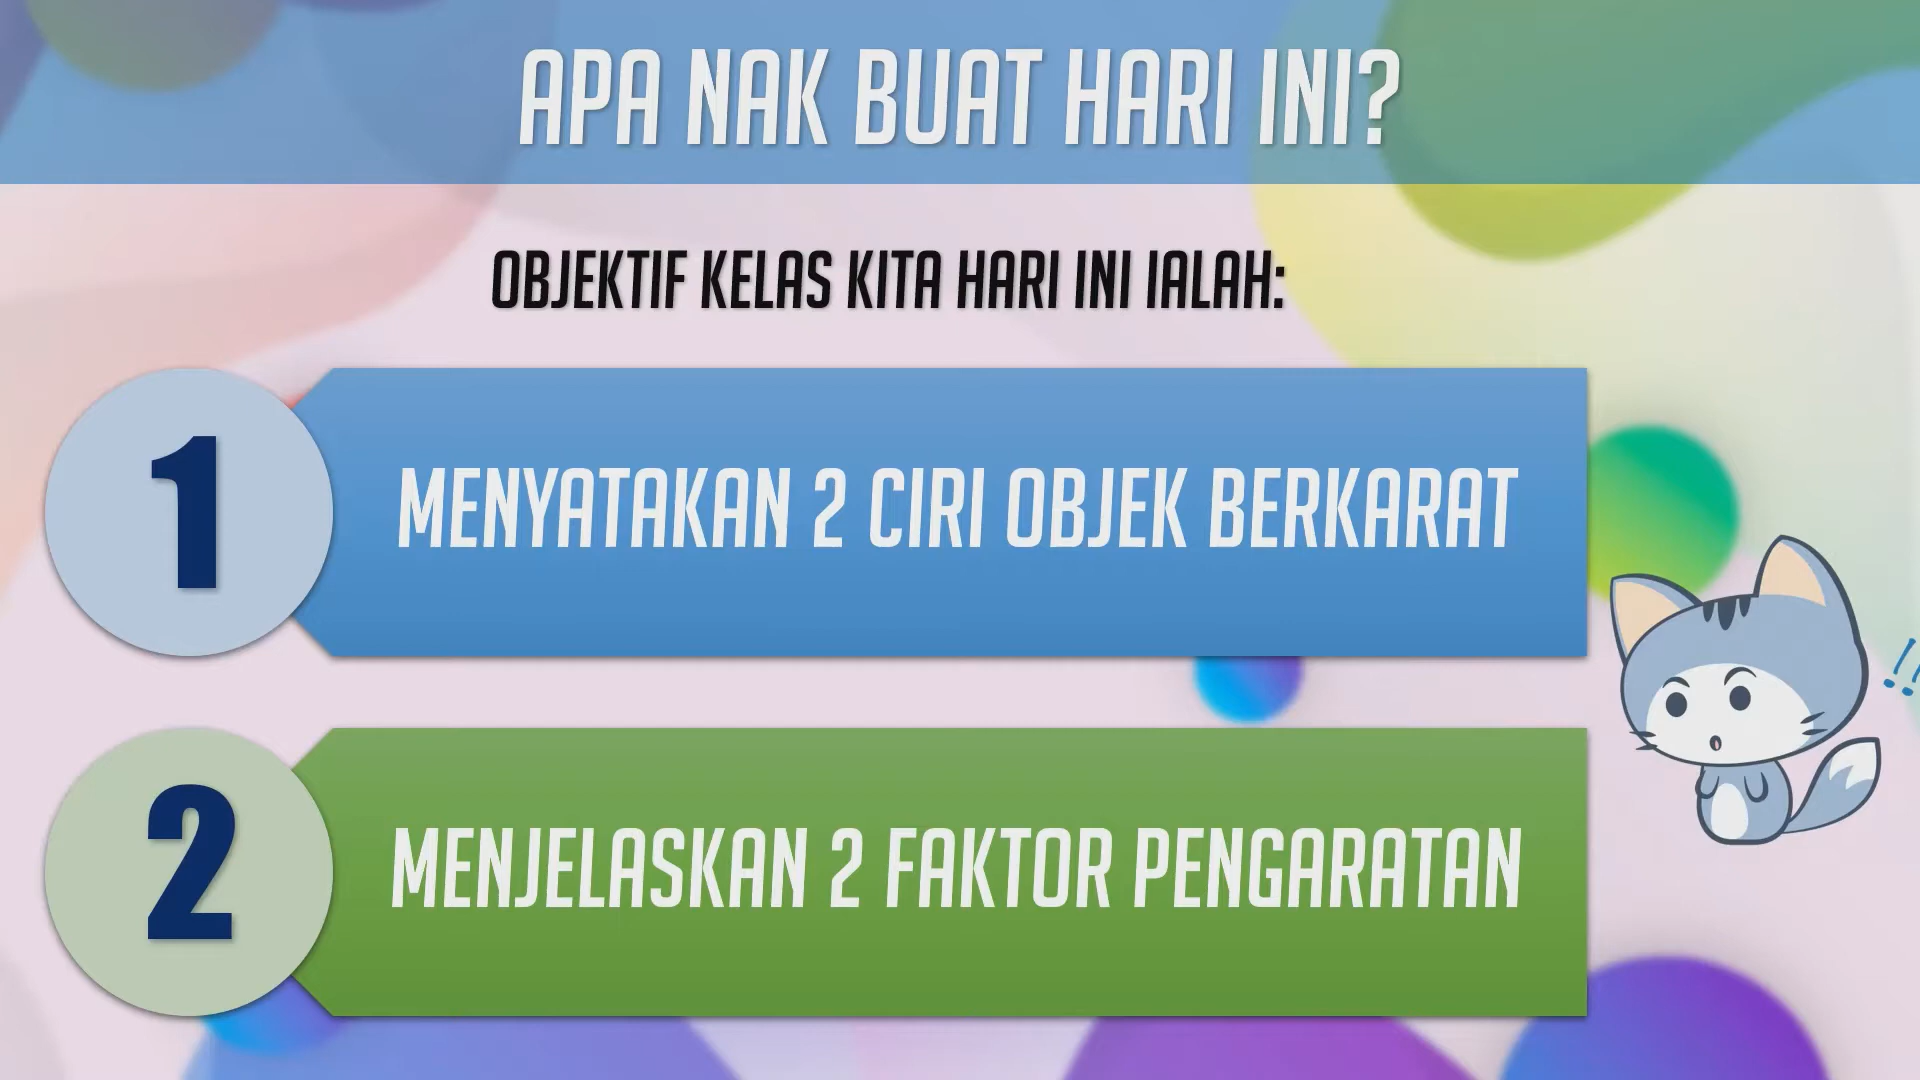 APA NAK BUAT HARI INI?
OBJEKTIF KELAS KITA HARI INI IALAH:
1
MENYATAKAN 2 CIRI OBJEK BERKARAT
!!
2
MENJELASKAN 2 FAKTOR PENGARATAN